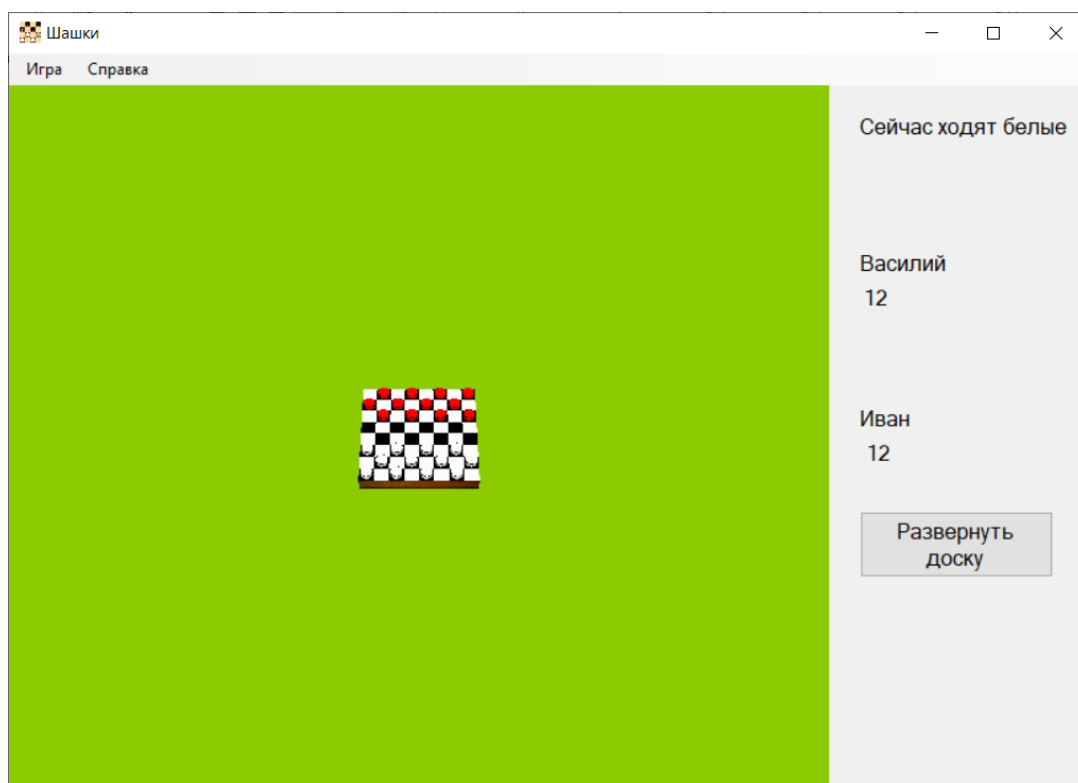 Шашки
Игра Справка
Сейчас ходят белые
Василий
12
Иван
12
Развернуть
доску